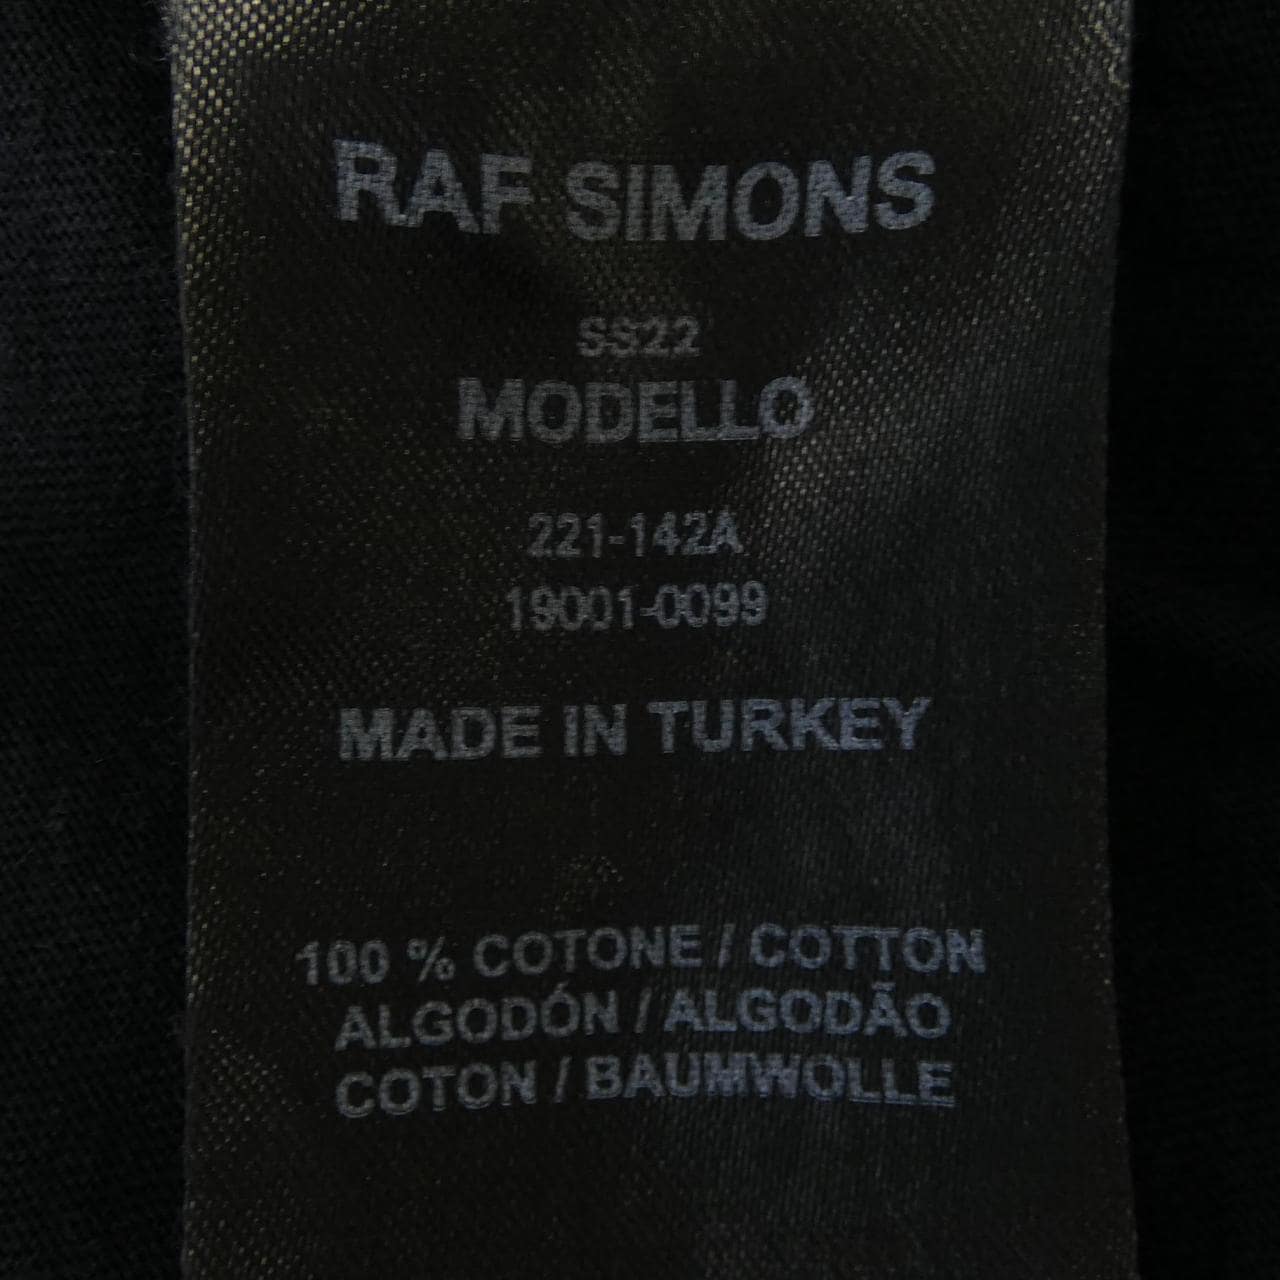 RAF SIMONS
SS22
MODELLO
221-142A
19001-0099
MADE IN TURKEY
100 % COTONE / COTTON
ALGODÓN / ALGODÃO
COTON / BAUMWOLLE